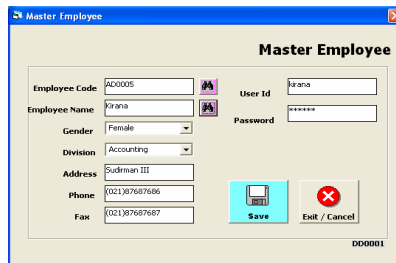 Master Employee
Master Employee
Employee Code AD0005
Employee Name Kirana
Gender Female
Division Accounting
Address Sudirman III
Phone (021)87687686
Fax (021)87687687
User Id kirana
Password ******
Save
Exit / Cancel
DD0001